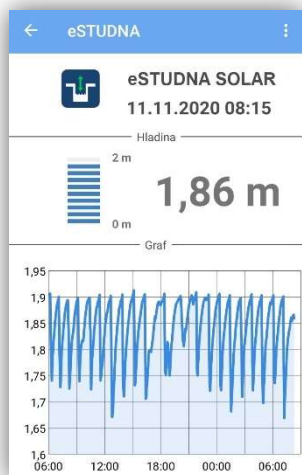 eSTUDNA
eSTUDNA SOLAR
11.11.2020 08:15
Hladina
2 m
0 m
1,86 m
Graf
1,95
1,9
1,85
1,8
1,75
1,7
1,65
1,6
06:00 12:00 18:00 00:00 06:00